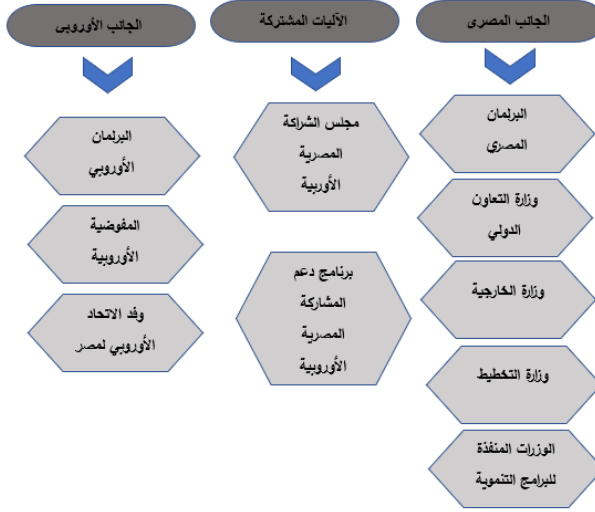 الجانب المصرى
البرلمان
المصري
وزارة التعاون
الدولي
وزارة الخارجية
وزارة التخطيط
الوزرات المنفذة
للبرامج التنموية
الآليات المشتركة
مجلس الشراكة
المصرية
الأوربية
برنامج دعم
المشاركة
المصرية
الأوروبية
الجانب الأوروبى
البرلمان
الأوروبي
المفوضية
الأوروبية
وفد الاتحاد
الأوروبي لمصر